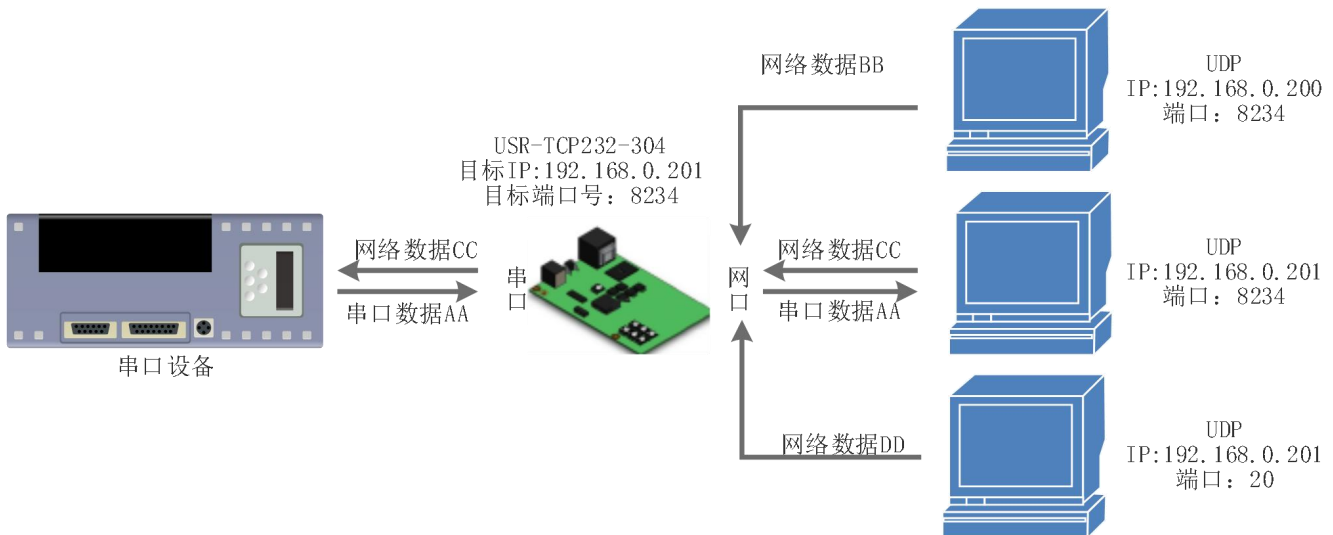 网络数据BB
UDP
IP:192.168.0.200
端口：8234
USR-TCP232-304
目标IP:192.168.0.201
目标端口号：8234
网络数据CC
串口数据AA
串口
网口
网络数据CC
串口数据AA
UDP
IP:192.168.0.201
端口：8234
串口设备
网络数据DD
UDP
IP:192.168.0.201
端口：20